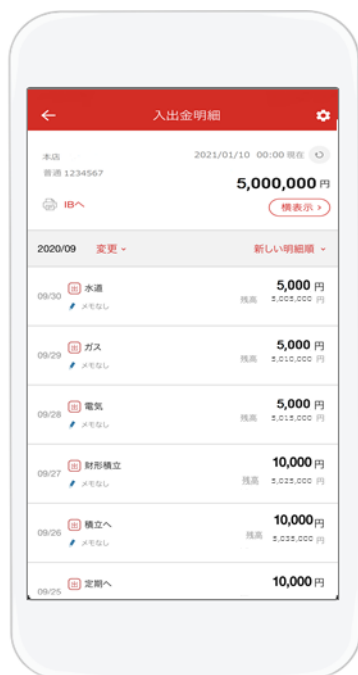 入出金明細
本店
2021/01/10 00:00 現在
普通 1234567
5,000,000 円
IBへ
横表示 >
2020/09 変更
新しい明細順
09/30 出 水道 5,000 円
メモなし 残高 5,005,000 円
09/29 出 ガス 5,000 円
メモなし 残高 5,010,000 円
09/28 出 電気 5,000 円
メモなし 残高 5,015,000 円
09/27 出 財形積立 10,000 円
メモなし 残高 5,025,000 円
09/26 出 積立へ 10,000 円
メモなし 残高 5,035,000 円
09/25 出 定期へ 10,000 円